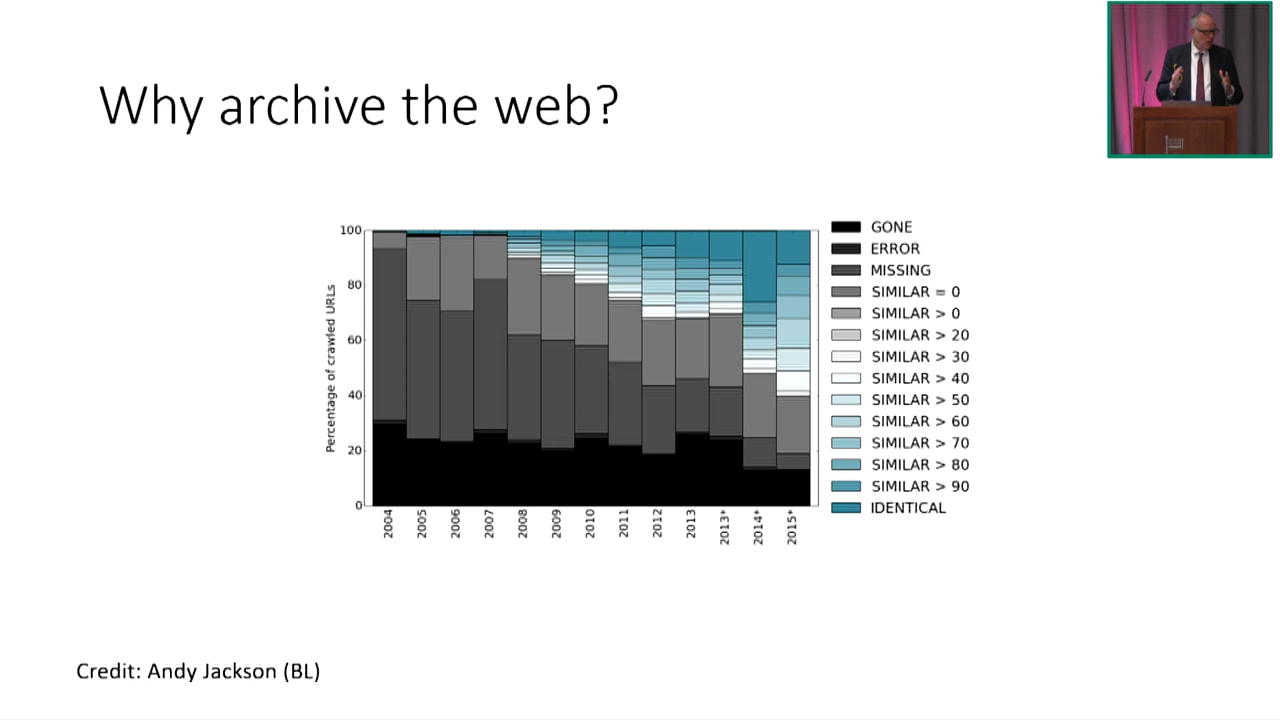 Why archive the web?
Percentage of crawled URLs
100
80
60
40
20
0
2004
2005
2006
2007
2008
2009
2010
2011
2012
2013
2013*
2014*
2015*
GONE
ERROR
MISSING
SIMILAR = 0
SIMILAR > 0
SIMILAR > 20
SIMILAR > 30
SIMILAR > 40
SIMILAR > 50
SIMILAR > 60
SIMILAR > 70
SIMILAR > 80
SIMILAR > 90
IDENTICAL
Credit: Andy Jackson (BL)